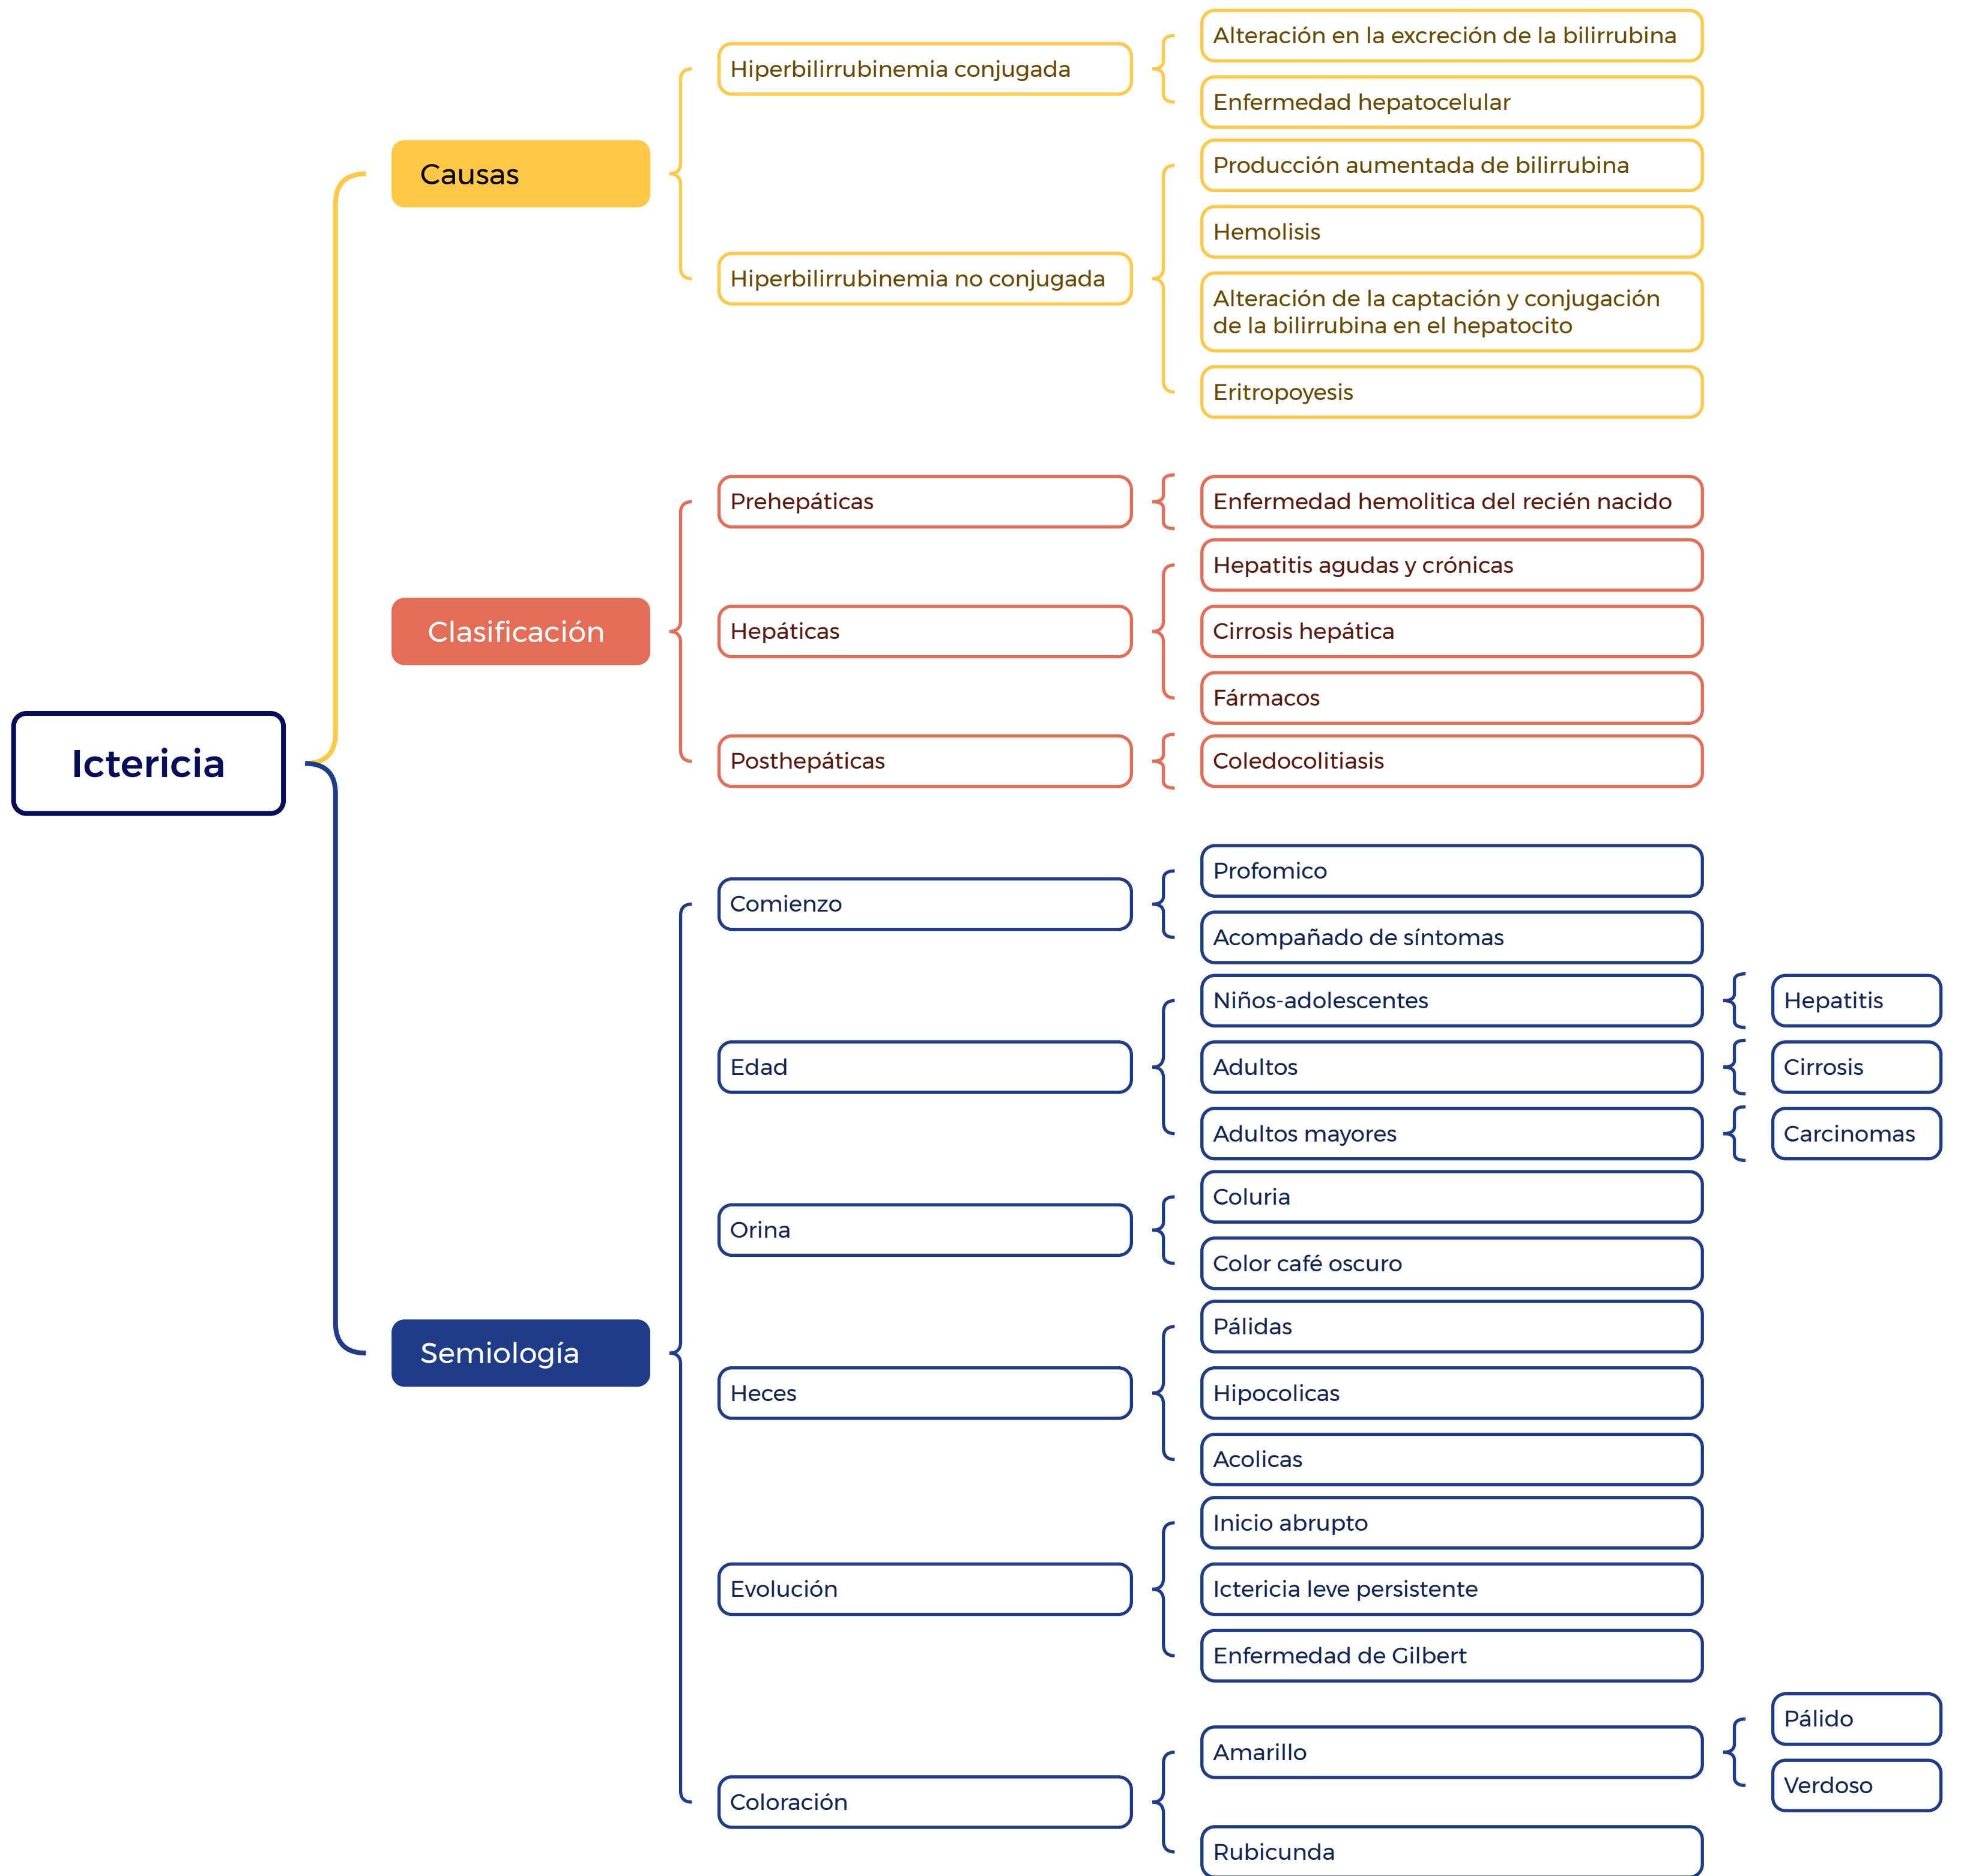 Ictericia
Causas
Hiperbilirrubinemia conjugada
Alteración en la excreción de la bilirrubina
Enfermedad hepatocelular
Hiperbilirrubinemia no conjugada
Producción aumentada de bilirrubina
Hemolisis
Alteración de la captación y conjugación
de la bilirrubina en el hepatocito
Eritropoyesis
Clasificación
Prehepáticas
Enfermedad hemolitica del recién nacido
Hepáticas
Hepatitis agudas y crónicas
Cirrosis hepática
Fármacos
Posthepáticas
Coledocolitiasis
Semiología
Comienzo
Profomico
Acompañado de síntomas
Edad
Niños-adolescentes
Hepatitis
Adultos
Cirrosis
Adultos mayores
Carcinomas
Orina
Coluria
Color café oscuro
Heces
Pálidas
Hipocolicas
Acolicas
Evolución
Inicio abrupto
Ictericia leve persistente
Enfermedad de Gilbert
Coloración
Amarillo
Pálido
Verdoso
Rubicunda